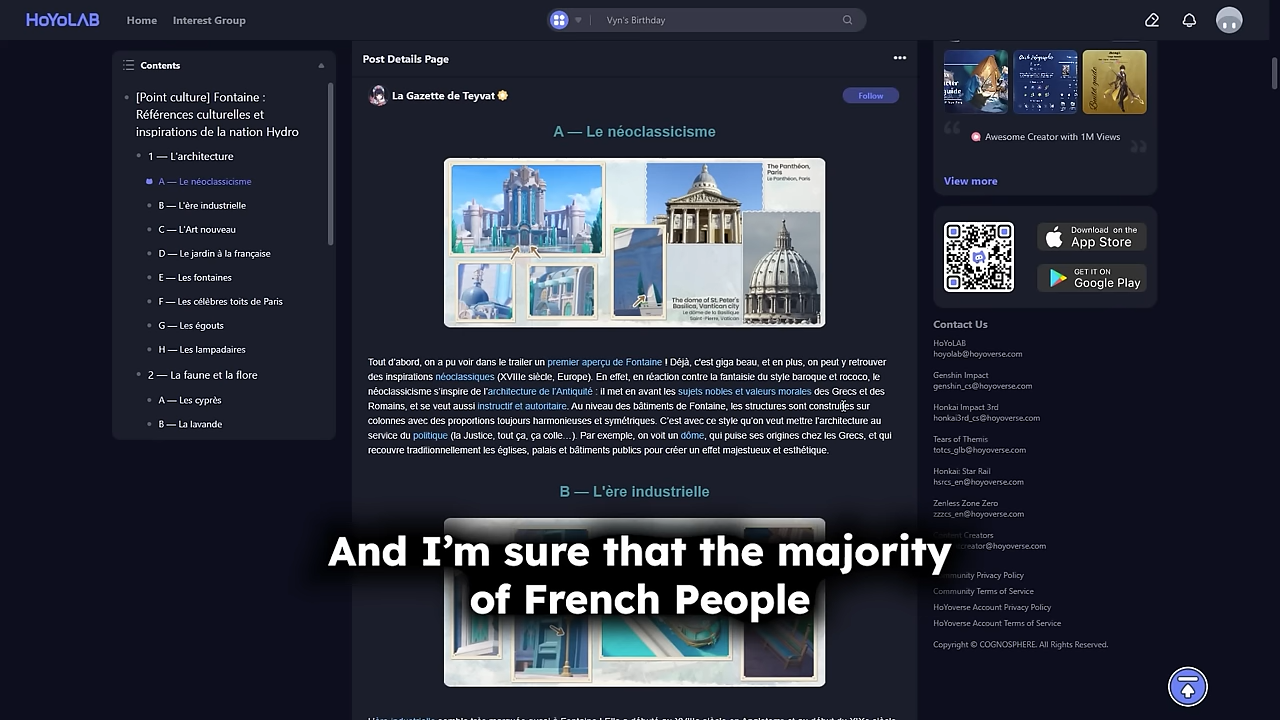 HoYoLAB
Home
Interest Group
Vyn's Birthday
Contents
[Point culture] Fontaine :
Références culturelles et
inspirations de la nation Hydro
1 — L'architecture
A — Le néoclassicisme
B — L'ère industrielle
C — L'Art nouveau
D — Le jardin à la française
E — Les fontaines
F — Les célèbres toits de Paris
G — Les égouts
H — Les lampadaires
2 — La faune et la flore
A — Les cyprès
B — La lavande
Post Details Page
La Gazette de Teyvat
Follow
A — Le néoclassicisme
The Panthéon,
Paris
Le Panthéon, Paris
The dome of St. Peter's
Basilica, Vantican city
Le dôme de la Basilique
Saint-Pierre, Vatican
Tout d'abord, on a pu voir dans le trailer un premier aperçu de Fontaine ! Déjà, c'est giga beau, et en plus, on peut y retrouver
des inspirations néoclassiques (XVIIIe siècle, Europe). En effet, en réaction contre la fantaisie du style baroque et rococo, le
néoclassicisme s'inspire de l'architecture de l'Antiquité : il met en avant les sujets nobles et valeurs morales des Grecs et des
Romains, et se veut aussi instructif et autoritaire. Au niveau des bâtiments de Fontaine, les structures sont construites sur
colonnes avec des proportions toujours harmonieuses et symétriques. C'est avec ce style qu'on veut mettre l'architecture au
service du politique (la Justice, tout ça, ça colle…). Par exemple, on voit un dôme, qui puise ses origines chez les Grecs, et qui
recouvre traditionnellement les églises, palais et bâtiments publics pour créer un effet majestueux et esthétique.
B — L'ère industrielle
And I'm sure that the majority
of French People
Awesome Creator with 1M Views
View more
Download on the
App Store
GET IT ON
Google Play
Contact Us
HoYoLAB
hoyolab@hoyoverse.com
Genshin Impact
genshin_cs@hoyoverse.com
Honkai Impact 3rd
honkai3rd_cs@hoyoverse.com
Tears of Themis
totcs_glb@hoyoverse.com
Honkai: Star Rail
hsrcs_en@hoyoverse.com
Zenless Zone Zero
zzzcs_en@hoyoverse.com
Content Creators
Privacy Policy
Community Terms of Service
HoYoverse Account Privacy Policy
HoYoverse Account Terms of Service
Copyright © COGNOSPHERE. All Rights Reserved.